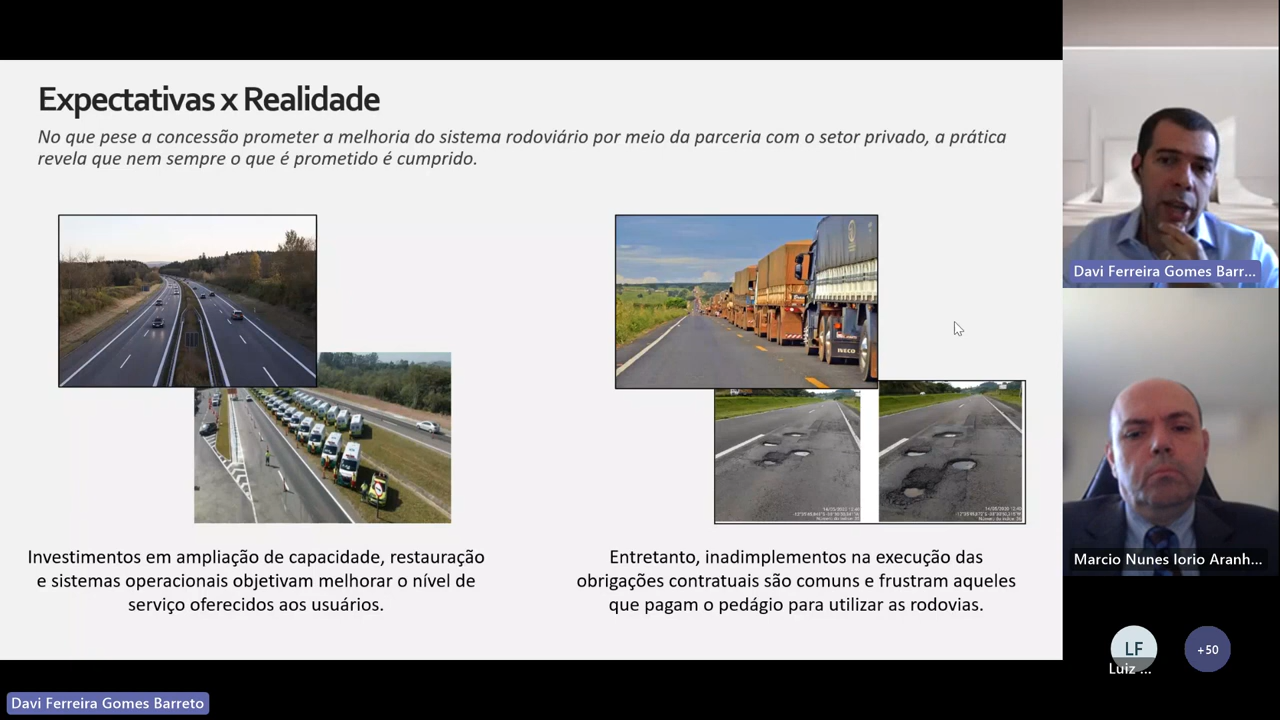 Expectativas x Realidade
No que pese a concessão prometer a melhoria do sistema rodoviário por meio da parceria com o setor privado, a prática
revela que nem sempre o que é prometido é cumprido.
IVECO
Investimentos em ampliação de capacidade, restauração
e sistemas operacionais objetivam melhorar o nível de
serviço oferecidos aos usuários.
Entretanto, inadimplementos na execução das
obrigações contratuais são comuns e frustram aqueles
que pagam o pedágio para utilizar as rodovias.
Davi Ferreira Gomes Barr...
Marcio Nunes Iorio Aranh...
LF
Luiz ...
+50
Davi Ferreira Gomes Barreto